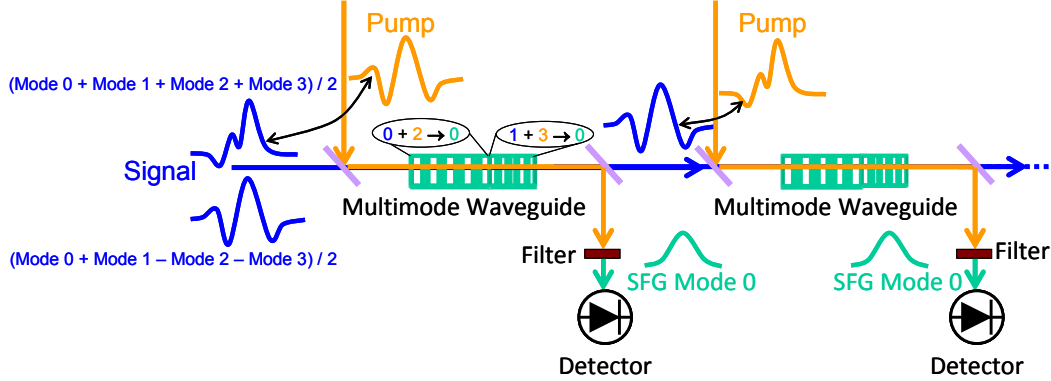 Pump
Pump
(Mode 0 + Mode 1 + Mode 2 + Mode 3) / 2
0 + 2 → 0
1 + 3 → 0
Signal
Multimode Waveguide
Multimode Waveguide
(Mode 0 + Mode 1 – Mode 2 – Mode 3) / 2
Filter
Filter
SFG Mode 0
SFG Mode 0
Detector
Detector